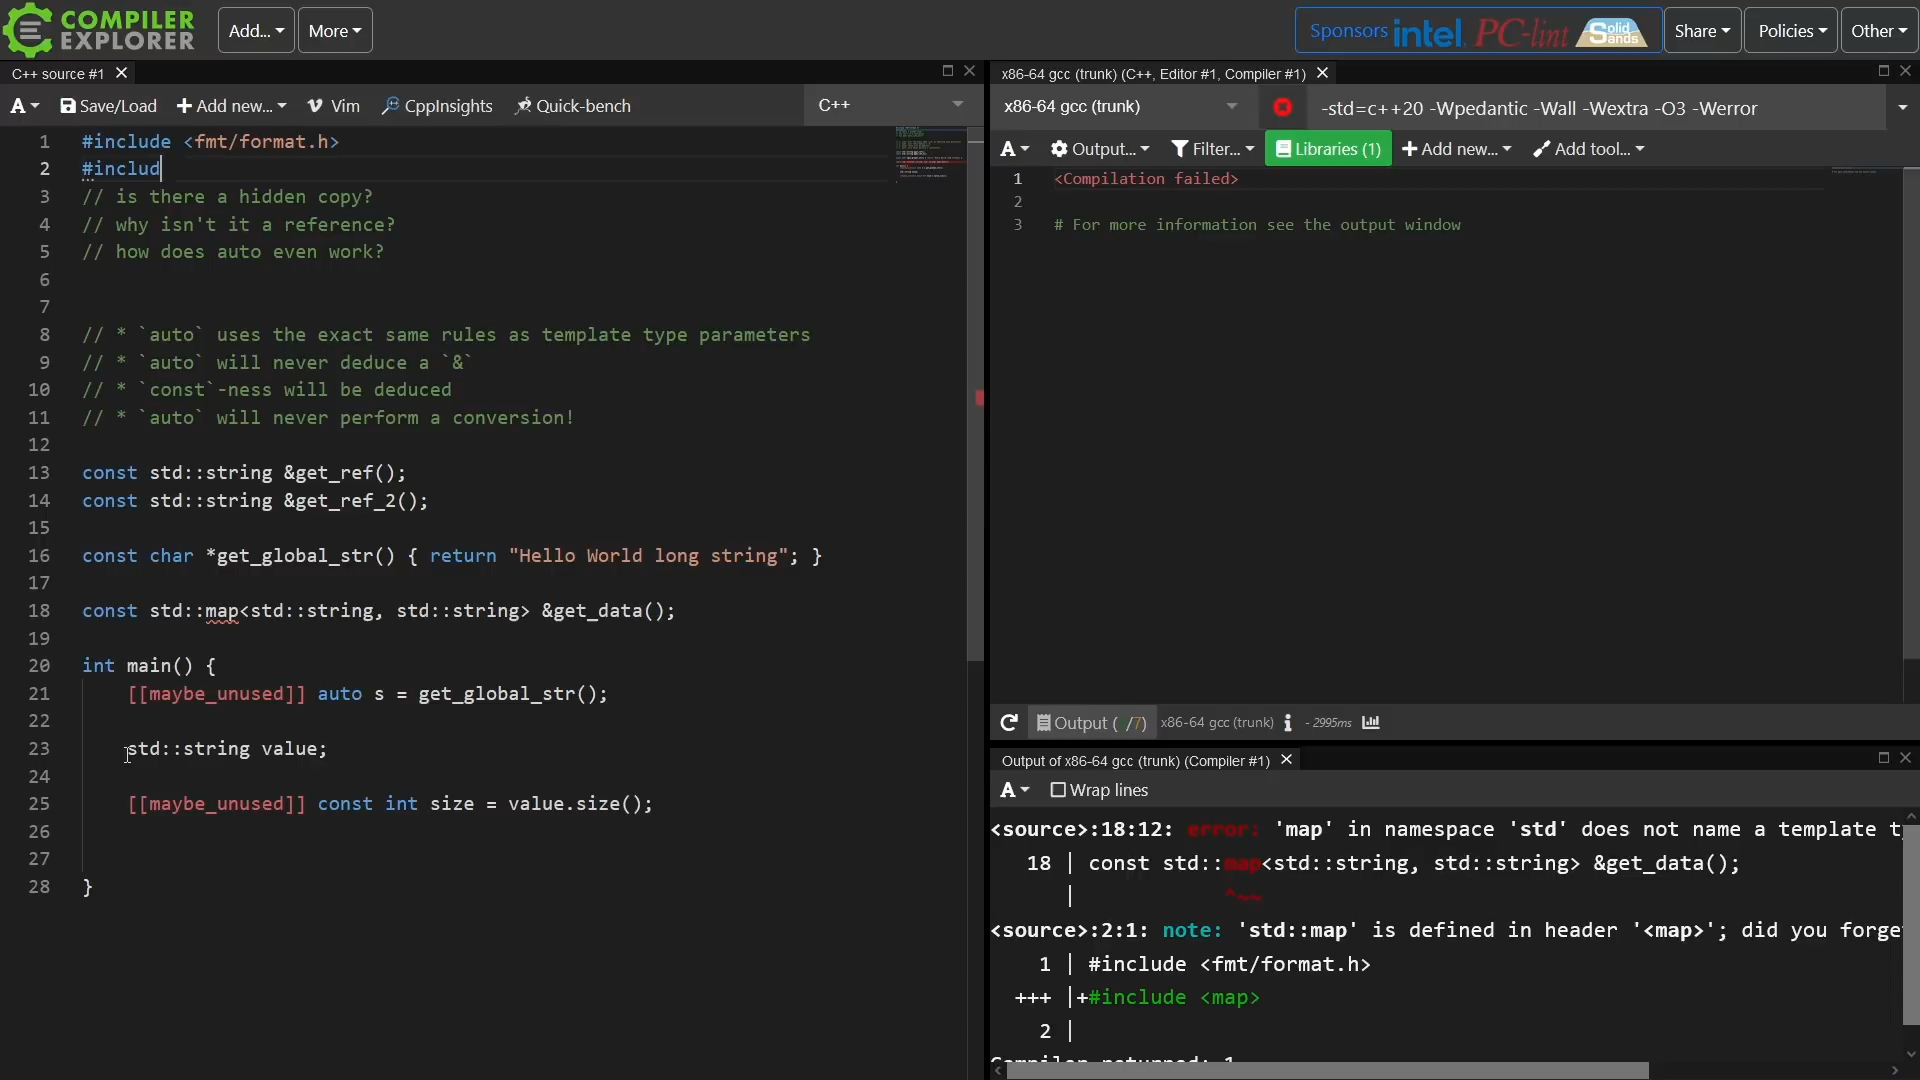 COMPILER EXPLORER
Add...
More
Sponsors intel. PC-lint Solid Sands
Share
Policies
Other
C++ source #1
A
Save/Load
Add new...
Vim
CppInsights
Quick-bench
C++
1 #include <fmt/format.h>
2 #includ
3 // is there a hidden copy?
4 // why isn't it a reference?
5 // how does auto even work?
6
7
8 // * `auto` uses the exact same rules as template type parameters
9 // * `auto` will never deduce a `&`
10 // * `const`-ness will be deduced
11 // * `auto` will never perform a conversion!
12
13 const std::string &get_ref();
14 const std::string &get_ref_2();
15
16 const char *get_global_str() { return "Hello World long string"; }
17
18 const std::map<std::string, std::string> &get_data();
19
20 int main() {
21 [[maybe_unused]] auto s = get_global_str();
22
23 std::string value;
24
25 [[maybe_unused]] const int size = value.size();
26
27
28 }
x86-64 gcc (trunk) (C++, Editor #1, Compiler #1)
x86-64 gcc (trunk)
-std=c++20 -Wpedantic -Wall -Wextra -O3 -Werror
A
Output...
Filter...
Libraries (1)
Add new...
Add tool...
1 <Compilation failed>
2
3 # For more information see the output window
Output ( /7) x86-64 gcc (trunk) i - 2995ms
Output of x86-64 gcc (trunk) (Compiler #1)
A
Wrap lines
<source>:18:12: error: 'map' in namespace 'std' does not name a template ty
18 | const std::map<std::string, std::string> &get_data();
| ^~~
<source>:2:1: note: 'std::map' is defined in header '<map>'; did you forge
1 | #include <fmt/format.h>
+++ |+#include <map>
2 |
Compiler returned: 1